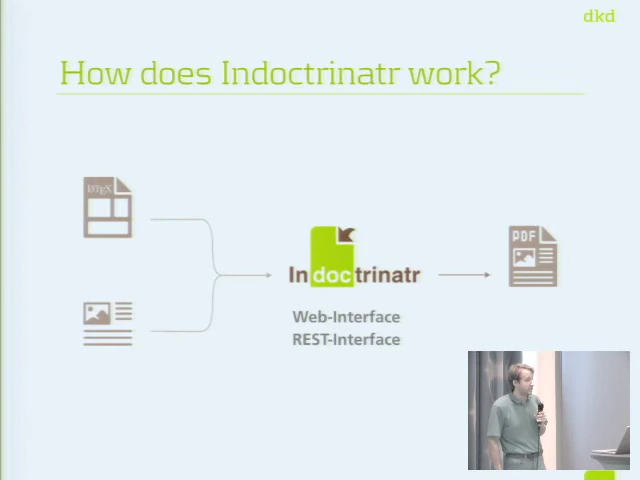 dkd
How does Indoctrinatr work?
LATEX
PDF
Indoctrinatr
Web-Interface
REST-Interface